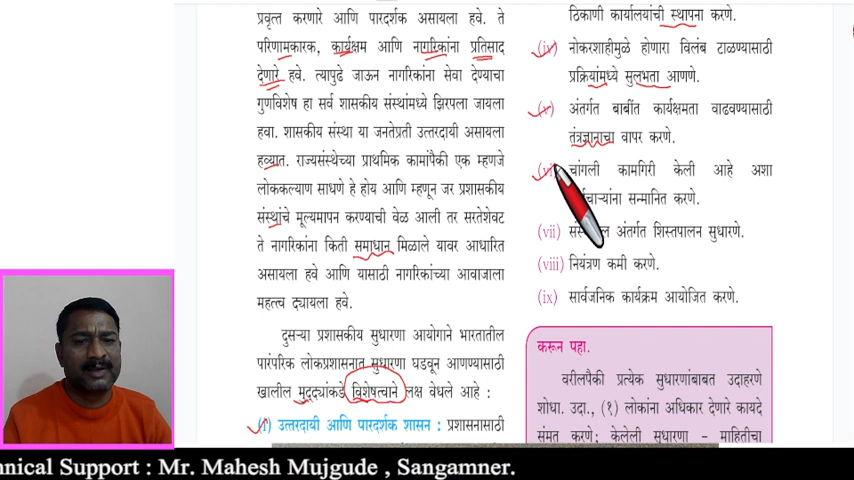 प्रवृत्त करणारे आणि पारदर्शक असायला हवे. ते
परिणामकारक, कार्यक्षम आणि नागरिकांना प्रतिसाद
देणारे हवे. त्यापुढे जाऊन नागरिकांना सेवा देण्याचा
गुणविशेष हा सर्व शासकीय संस्थांमध्ये झिरपला जायला
हवा. शासकीय संस्था या जनतेप्रती उत्तरदायी असायला
हव्यात. राज्यसंस्थेच्या प्राथमिक कामांपैकी एक म्हणजे
लोककल्याण साधणे हे होय आणि म्हणून जर प्रशासकीय
संस्थांचे मूल्यमापन करण्याची वेळ आली तर सरतेशेवट
ते नागरिकांना किती समाधान मिळाले यावर आधारित
असायला हवे आणि यासाठी नागरिकांच्या आवाजाला
महत्त्व द्यायला हवे.
दुसऱ्या प्रशासकीय सुधारणा आयोगाने भारतातील
पारंपरिक लोकप्रशासनात सुधारणा घडवून आणण्यासाठी
खालील मुद्द्यांकडे विशेषत्वाने लक्ष वेधले आहे :
(i) उत्तरदायी आणि पारदर्शक शासन : प्रशासनासाठी
ठिकाणी कार्यालयांची स्थापना करणे.
(iv) नोकरशाहीमुळे होणारा विलंब टाळण्यासाठी
प्रक्रियांमध्ये सुलभता आणणे.
(v) अंतर्गत बाबींत कार्यक्षमता वाढवण्यासाठी
तंत्रज्ञानाचा वापर करणे.
(vi) चांगली कामगिरी केली आहे अशा
सन्मानित करणे.
(vii) अंतर्गत शिस्तपालन सुधारणे.
(viii) नियंत्रण कमी करणे.
(ix) सार्वजनिक कार्यक्रम आयोजित करणे.
करून पहा.
वरीलपैकी प्रत्येक सुधारणांबाबत उदाहरणे
शोधा. उदा., (१) लोकांना अधिकार देणारे कायदे
संमत करणे; केलेली सुधारणा - माहितीचा
hnical Support : Mr. Mahesh Mujgude , Sangamner.